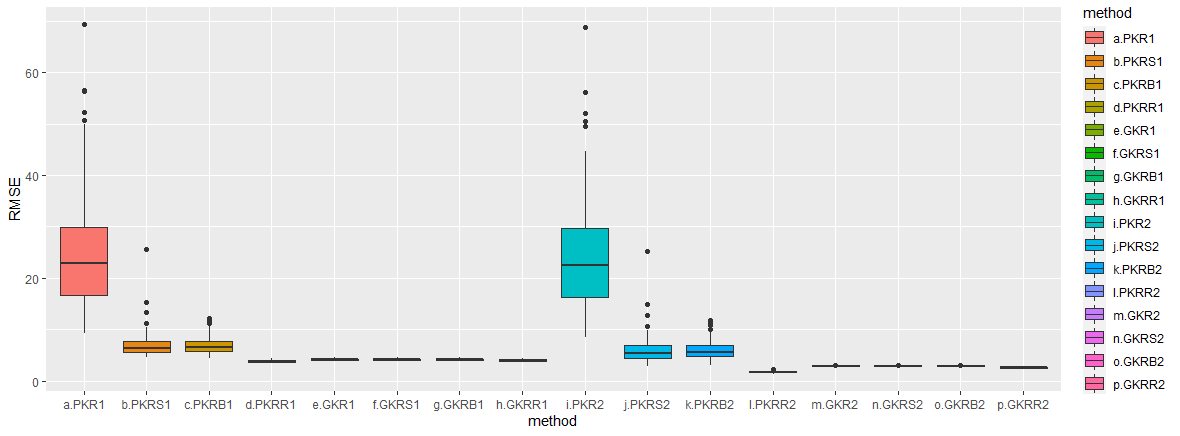 RMSE
60
40
20
0
a.PKR1 b.PKRS1 c.PKRB1 d.PKRR1 e.GKR1 f.GKRS1 g.GKRB1 h.GKRR1 i.PKR2 j.PKRS2 k.PKRB2 l.PKRR2 m.GKR2 n.GKRS2 o.GKRB2 p.GKRR2
method
method
a.PKR1
b.PKRS1
c.PKRB1
d.PKRR1
e.GKR1
f.GKRS1
g.GKRB1
h.GKRR1
i.PKR2
j.PKRS2
k.PKRB2
l.PKRR2
m.GKR2
n.GKRS2
o.GKRB2
p.GKRR2